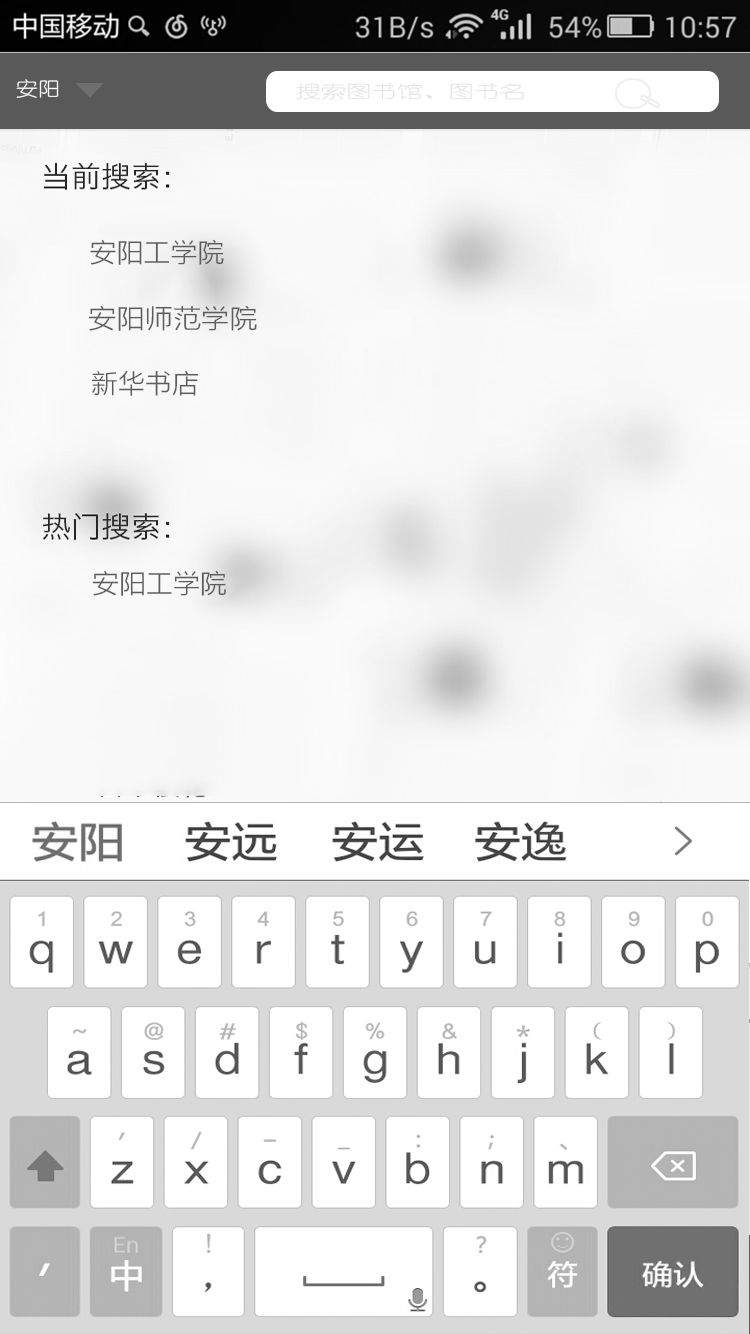 中国移动 31B/s 4G 54% 10:57
安阳 搜索图书馆、图书名
当前搜索：
安阳工学院
安阳师范学院
新华书店
热门搜索：
安阳工学院
安阳 安远 安运 安逸
1 2 3 4 5 6 7 8 9 0
q w e r t y u i o p
~ @ # $ % & * ( )
a s d f g h j k l
′ / – _ : ; 、
z x c v b n m
En ! ?
′ 中 , 。 符 确认